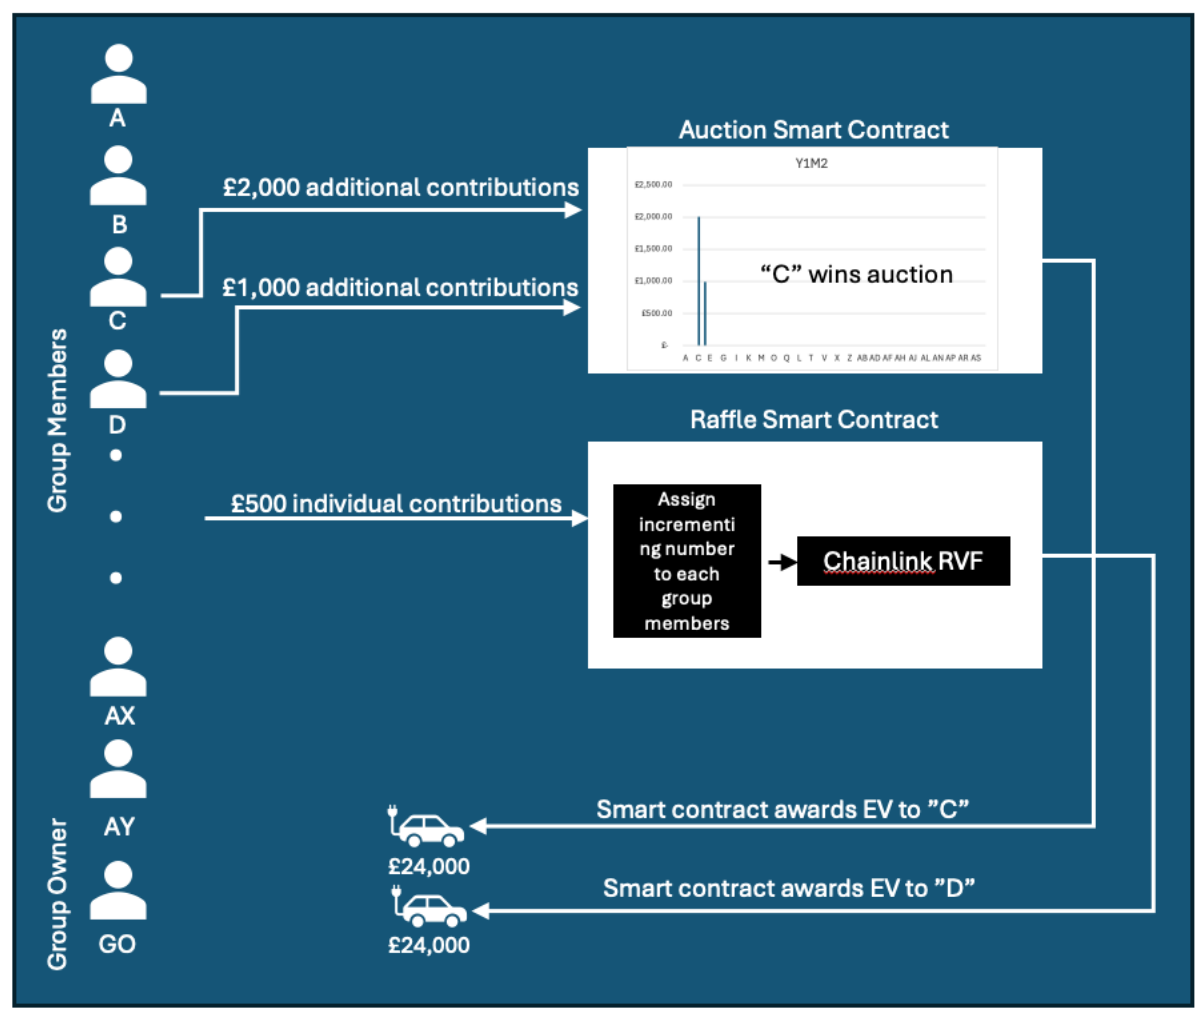 A
B
C
D
AX
AY
GO
Group Members
Group Owner
£2,000 additional contributions
£1,000 additional contributions
£500 individual contributions
Auction Smart Contract
Y1M2
£2,500.00
£2,000.00
£1,500.00
£1,000.00
£500.00
£-
“C” wins auction
A C E G I K M O Q L T V X Z AB AD AF AH AJ AL AN AP AR AS
Raffle Smart Contract
Assign
incrementi
ng number
to each
group
members
Chainlink RVF
Smart contract awards EV to ”C”
£24,000
Smart contract awards EV to ”D”
£24,000